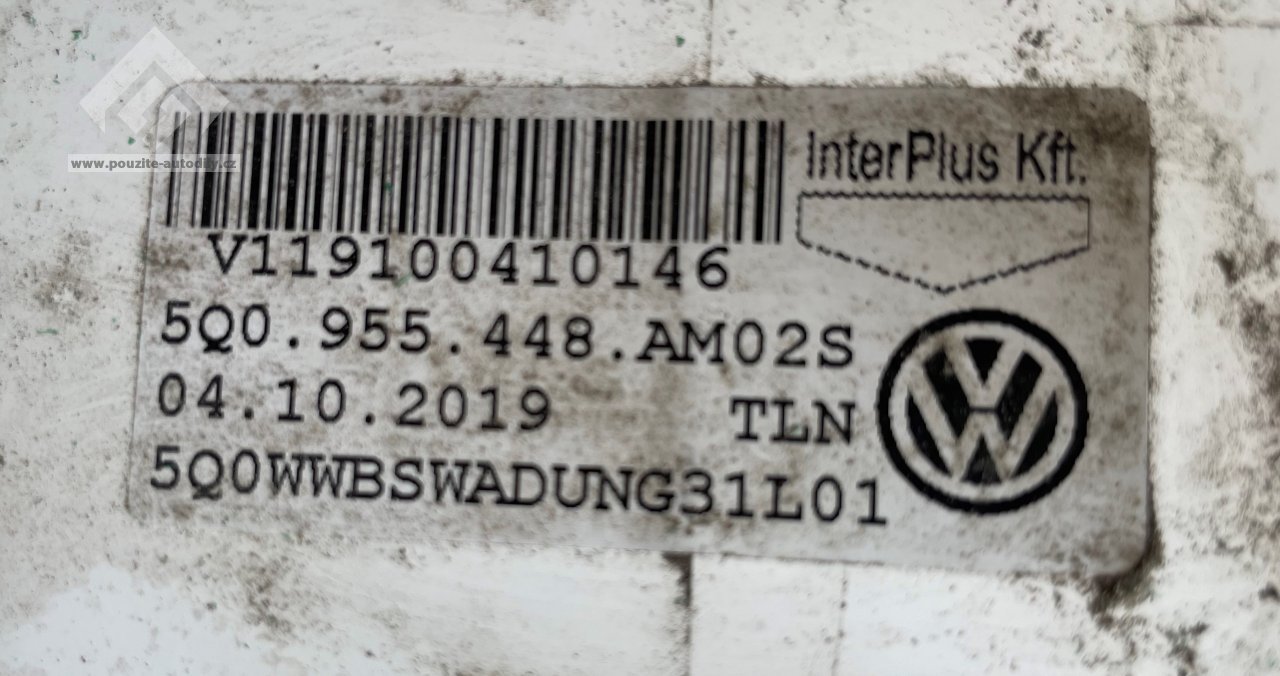 www.pouzite-autodily.cz
InterPlus Kft.
V119100410146
5Q0.955.448.AM02S
04.10.2019 TLN
5Q0WWBSWADUNG31L01